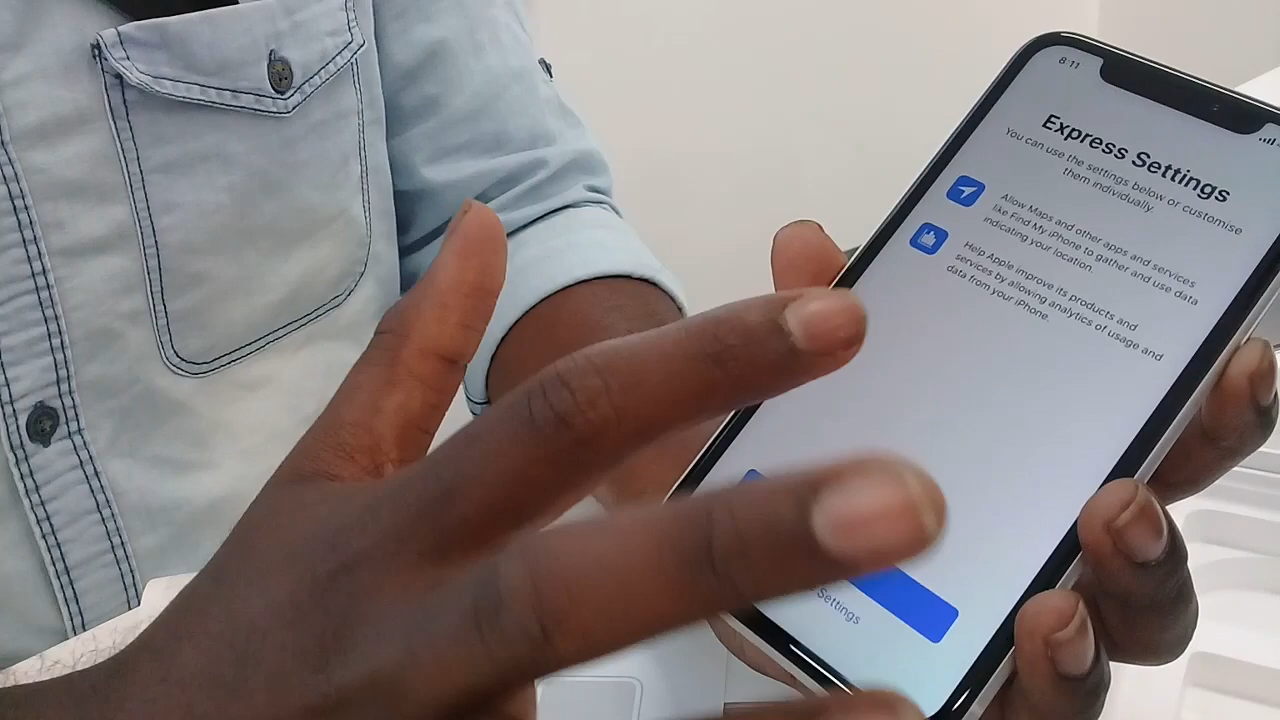 8 11
Express Settings
You can use the settings below or customise
them individually.
Allow Maps and other apps and services
like Find My iPhone to gather and use data
indicating your location.
Help Apple improve its products and
services by allowing analytics of usage and
data from your iPhone.
Settings